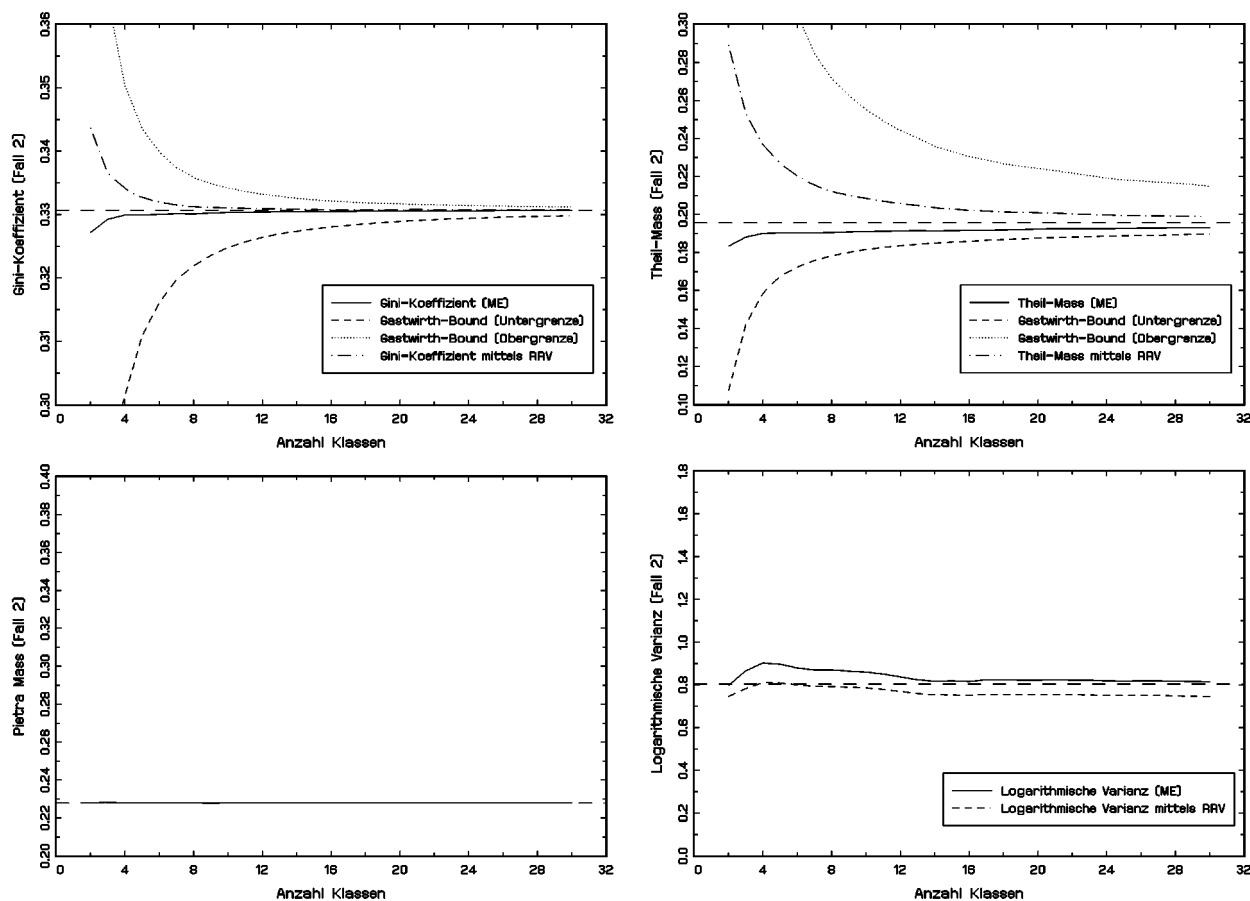 Gini-Koeffizient (Fall 2)
0.30 0.31 0.32 0.33 0.34 0.35 0.36
Gini-Koeffizient (ME)
Gastwirth-Bound (Untergrenze)
Gastwirth-Bound (Obergrenze)
Gini-Koeffizient mittels RRV
0 4 8 12 16 20 24 28 32
Anzahl Klassen
Theil-Mass (Fall 2)
0.10 0.12 0.14 0.16 0.18 0.20 0.22 0.24 0.26 0.28 0.30
Theil-Mass (ME)
Gastwirth-Bound (Untergrenze)
Gastwirth-Bound (Obergrenze)
Theil-Mass mittels RRV
0 4 8 12 16 20 24 28 32
Anzahl Klassen
Pietra Mass (Fall 2)
0.20 0.22 0.24 0.26 0.28 0.30 0.32 0.34 0.36 0.38 0.40
0 4 8 12 16 20 24 28 32
Anzahl Klassen
Logarithmische Varianz (Fall 2)
0.0 0.2 0.4 0.6 0.8 1.0 1.2 1.4 1.6 1.8
Logarithmische Varianz (ME)
Logarithmische Varianz mittels RRV
0 4 8 12 16 20 24 28 32
Anzahl Klassen